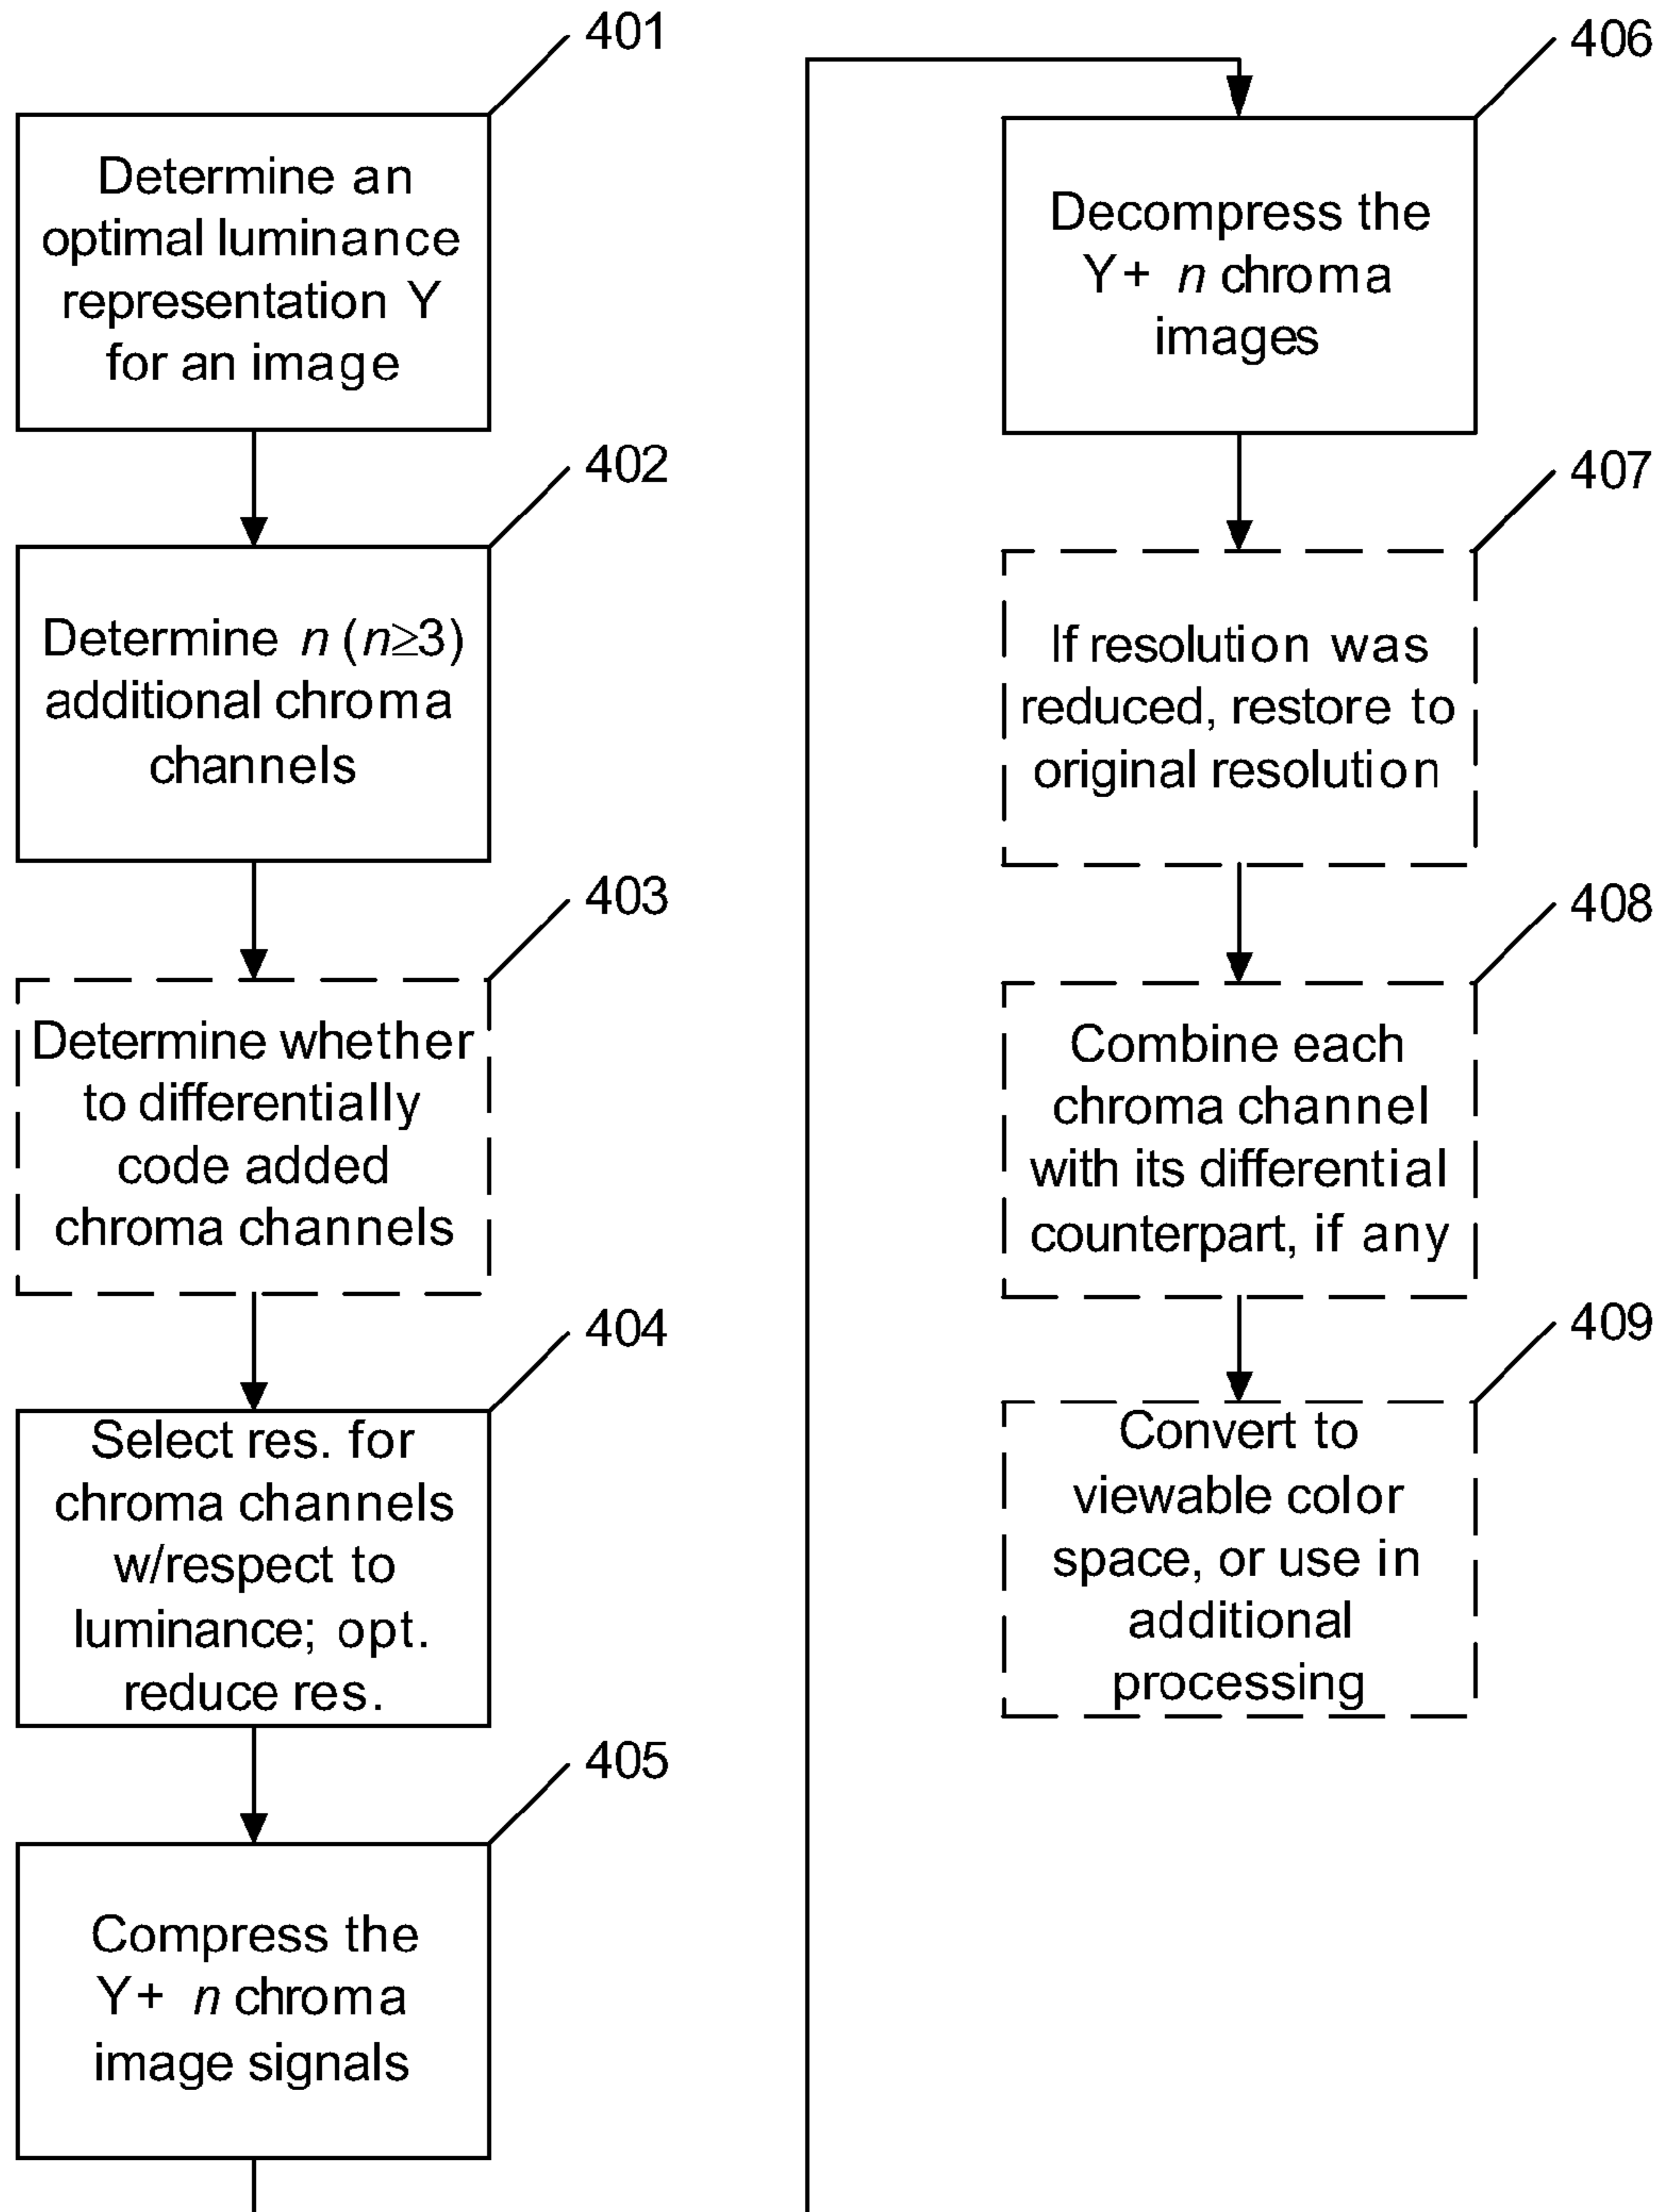 401
Determine an
optimal luminance
representation Y
for an image
402
Determine n (n≥3)
additional chroma
channels
403
Determine whether
to differentially
code added
chroma channels
404
Select res. for
chroma channels
w/respect to
luminance; opt.
reduce res.
405
Compress the
Y+ n chroma
image signals
406
Decompress the
Y+ n chroma
images
407
If resolution was
reduced, restore to
original resolution
408
Combine each
chroma channel
with its differential
counterpart, if any
409
Convert to
viewable color
space, or use in
additional
processing